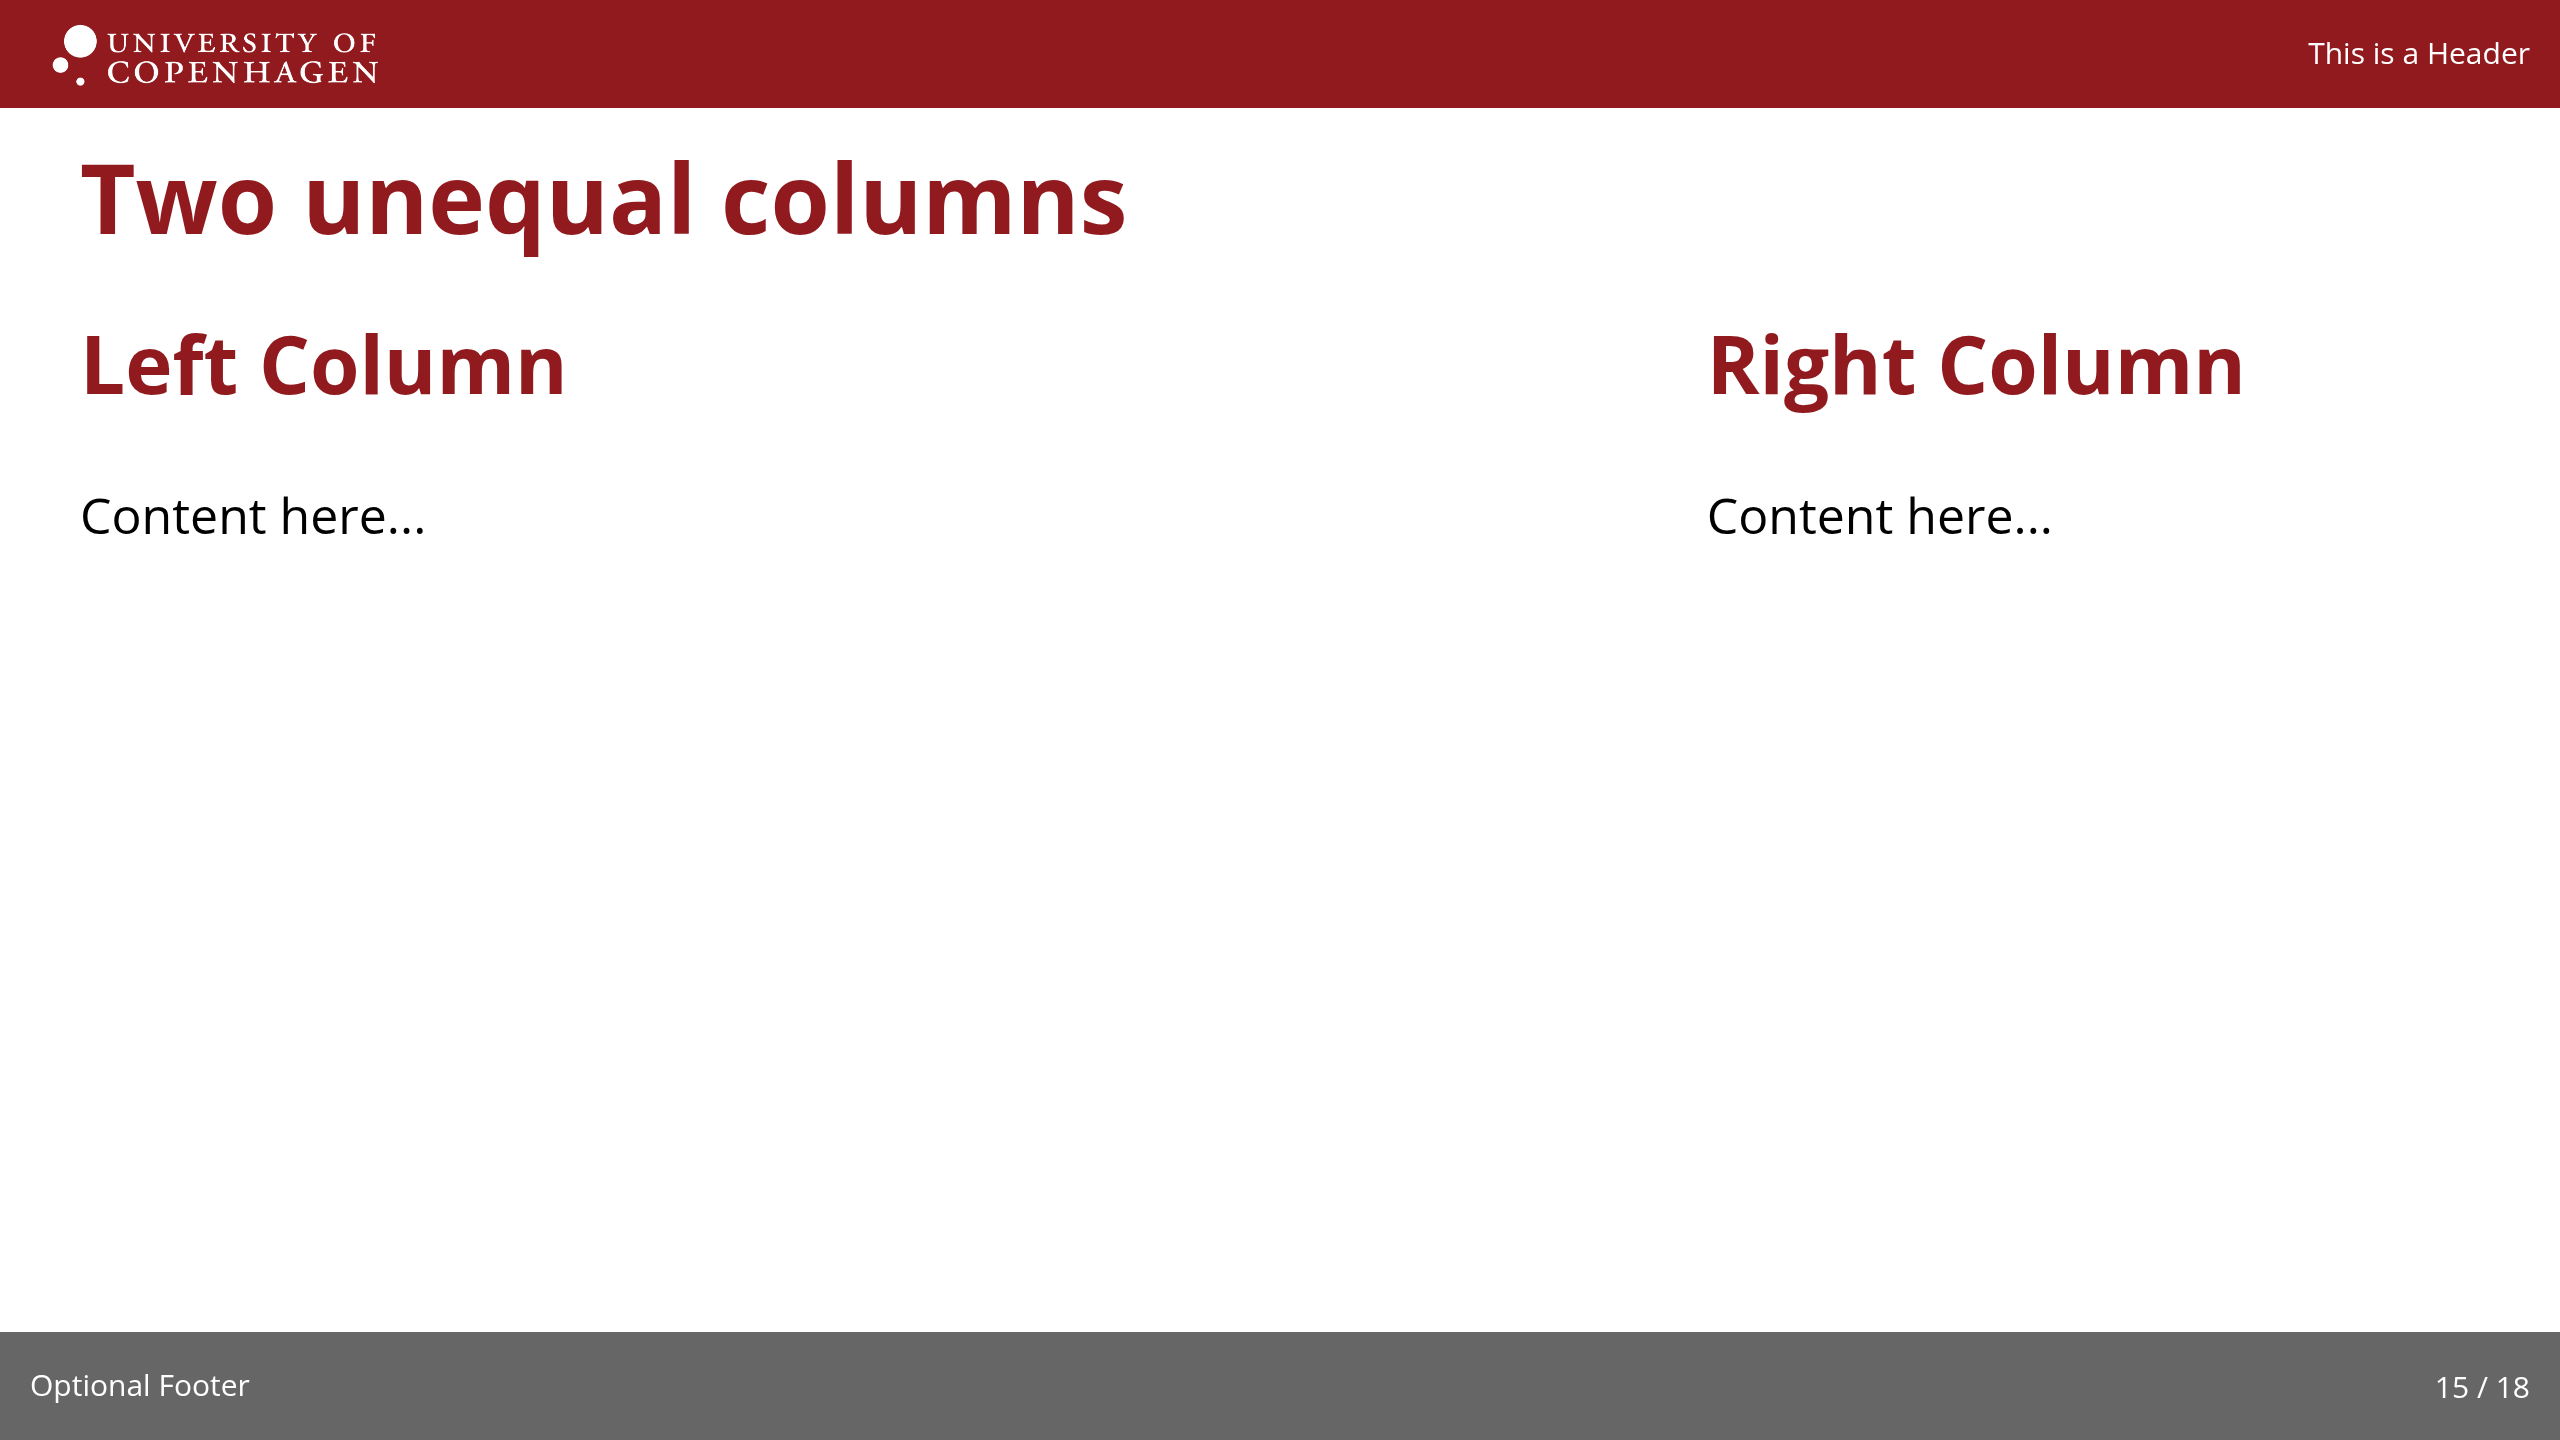 UNIVERSITY OF
COPENHAGEN
This is a Header
Two unequal columns
Left Column
Content here...
Right Column
Content here...
Optional Footer
15 / 18